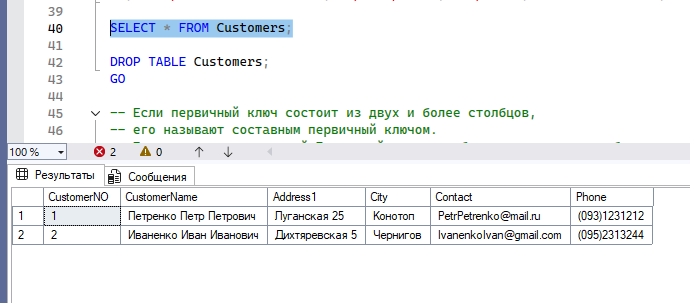 39
40 SELECT * FROM Customers;
41
42 DROP TABLE Customers;
43 GO
44
45 -- Если первичный ключ состоит из двух и более столбцов,
46 -- его называют составным первичный ключом.
100 % 2 0
Результаты Сообщения
CustomerNO CustomerName Address1 City Contact Phone
1 1 Петренко Петр Петрович Луганская 25 Конотоп PetrPetrenko@mail.ru (093)1231212
2 2 Иваненко Иван Иванович Дихтяревская 5 Чернигов IvanenkoIvan@gmail.com (095)2313244